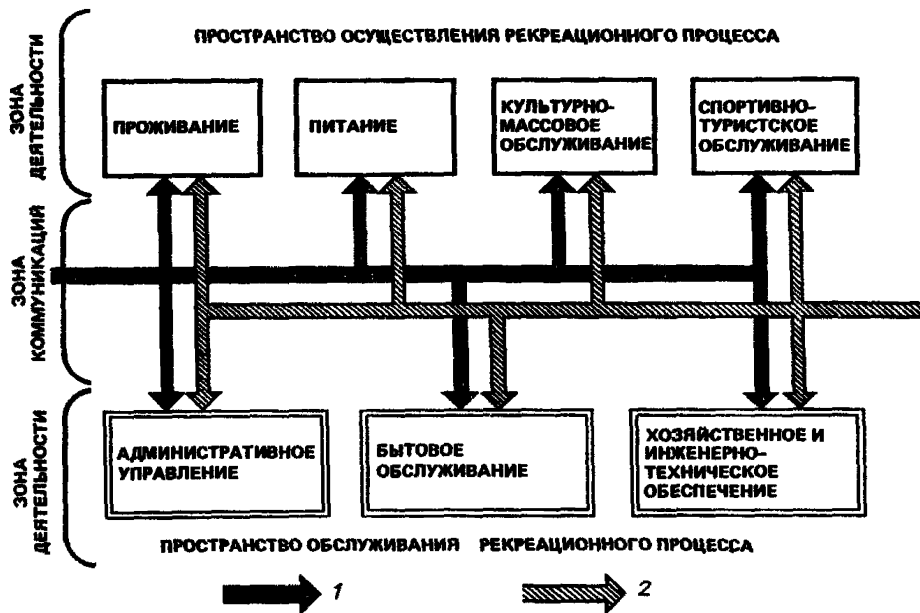 ПРОСТРАНСТВО ОСУЩЕСТВЛЕНИЯ РЕКРЕАЦИОННОГО ПРОЦЕССА
ЗОНА
ДЕЯТЕЛЬНОСТИ
ПРОЖИВАНИЕ
ПИТАНИЕ
КУЛЬТУРНО-
МАССОВОЕ
ОБСЛУЖИВАНИЕ
СПОРТИВНО-
ТУРИСТСКОЕ
ОБСЛУЖИВАНИЕ
ЗОНА
КОММУНИКАЦИЙ
ЗОНА
ДЕЯТЕЛЬНОСТИ
АДМИНИСТРАТИВНОЕ
УПРАВЛЕНИЕ
БЫТОВОЕ
ОБСЛУЖИВАНИЕ
ХОЗЯЙСТВЕННОЕ И
ИНЖЕНЕРНО-
ТЕХНИЧЕСКОЕ
ОБЕСПЕЧЕНИЕ
ПРОСТРАНСТВО ОБСЛУЖИВАНИЯ РЕКРЕАЦИОННОГО ПРОЦЕССА
1
2